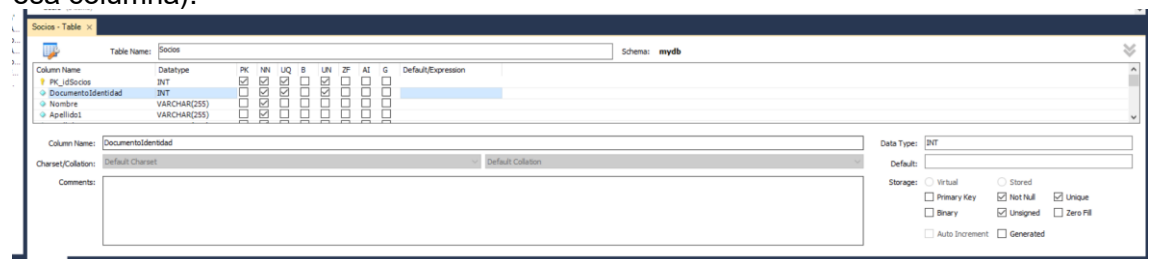 esa columna).
Socios - Table ×
Table Name: Socios Schema: mydb
Column Name Datatype PK NN UQ B UN ZF AI G Default/Expression
PK_idSocios INT
DocumentoIdentidad INT
Nombre VARCHAR(255)
Apellido1 VARCHAR(255)
Column Name: DocumentoIdentidad Data Type: INT
Charset/Collation: Default Charset Default Collation Default:
Comments: Storage: Virtual Stored
Primary Key Not Null Unique
Binary Unsigned Zero Fill
Auto Increment Generated